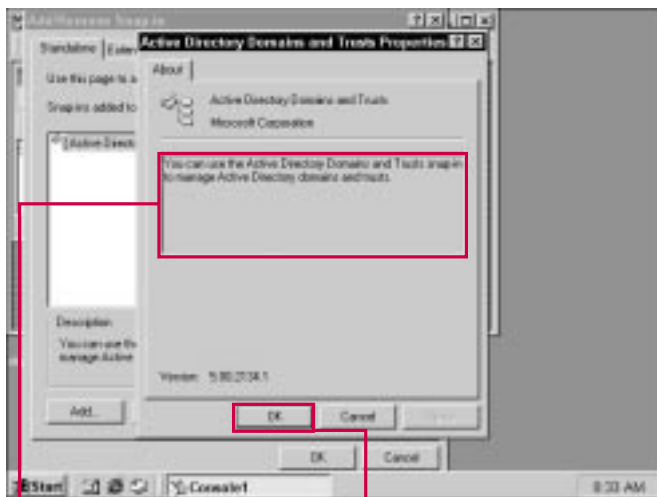 Add/Remove Snap-in
Active Directory Domains and Trusts Properties
Standalone
About
Use this page to a
Active Directory Domains and Trusts
Microsoft Corporation
Snap-ins added to
Active Direct
You can use the Active Directory Domains and Trusts snap-in
to manage Active Directory domains and trusts.
Description
You can use th
manage Active
Version: 5.00.2134.1
Add...
OK
Cancel
OK
Cancel
Start
Console1
8:33 AM